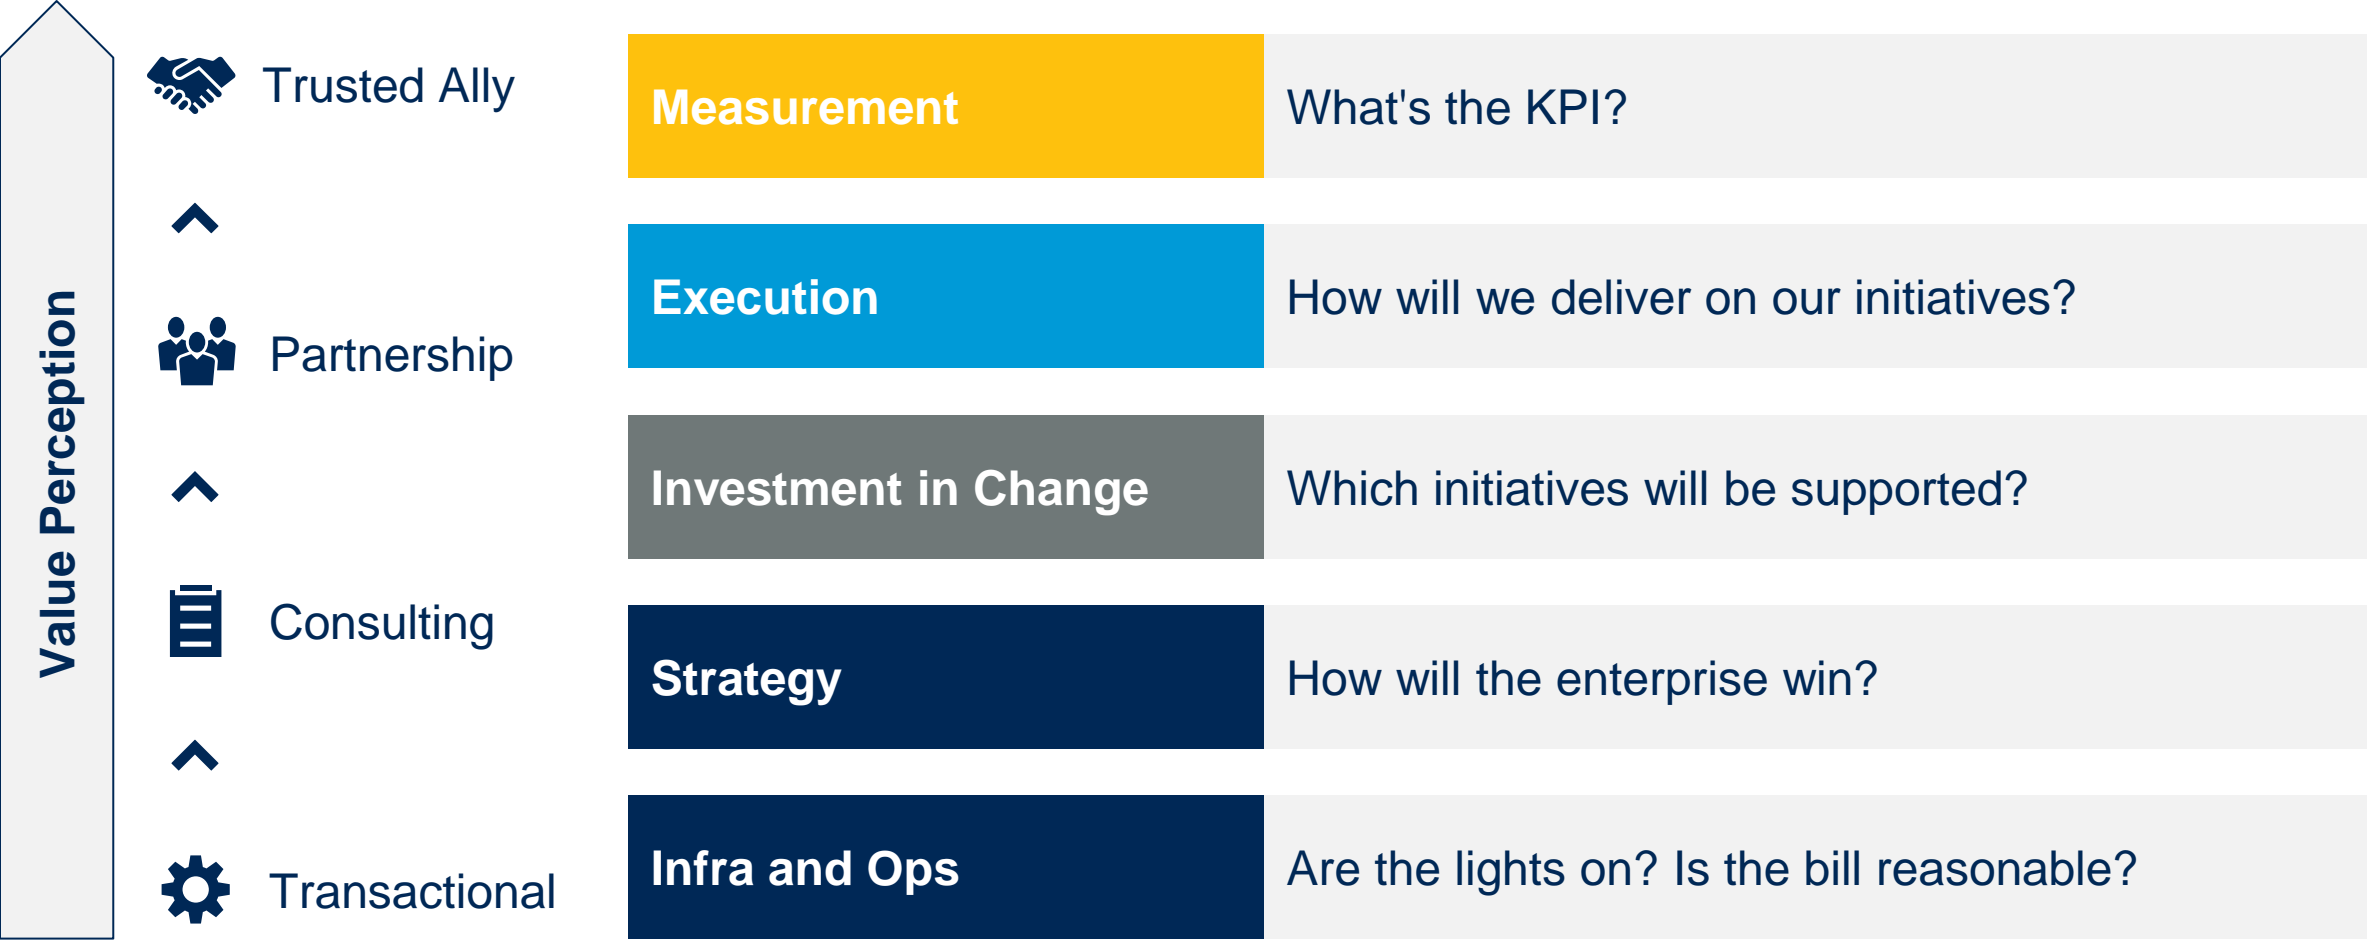 Value Perception
Trusted Ally
Partnership
Consulting
Transactional
Measurement
What's the KPI?
Execution
How will we deliver on our initiatives?
Investment in Change
Which initiatives will be supported?
Strategy
How will the enterprise win?
Infra and Ops
Are the lights on? Is the bill reasonable?